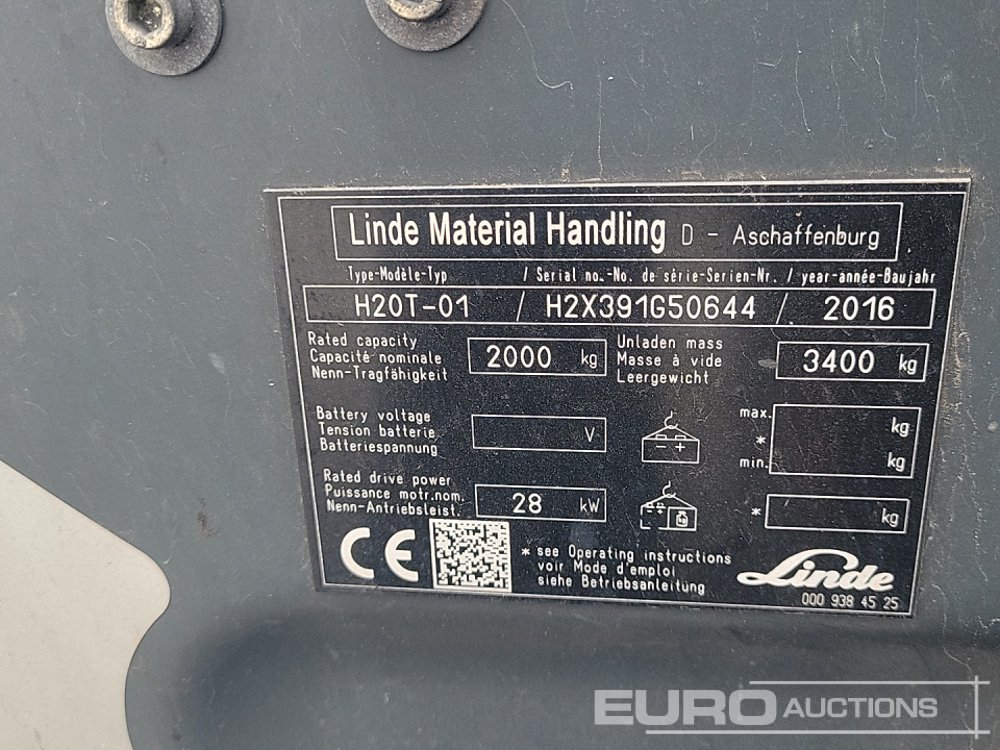 Linde Material Handling D - Aschaffenburg
Type-Modèle-Typ / Serial no.-No. de série-Serien-Nr. / year-année-Baujahr
H20T-01 / H2X391G50644 / 2016
Rated capacity
Capacité nominale
Nenn-Tragfähigkeit
2000 kg
Unladen mass
Masse à vide
Leergewicht
3400 kg
Battery voltage
Tension batterie
Batteriespannung
V
- +
max. kg
*
min. kg
Rated drive power
Puissance motr.nom.
Nenn-Antriebsleist.
28 kW
* kg
CE
* see Operating instructions
voir Mode d'emploi
siehe Betriebsanleitung
Linde
000 938 45 25
EURO AUCTIONS